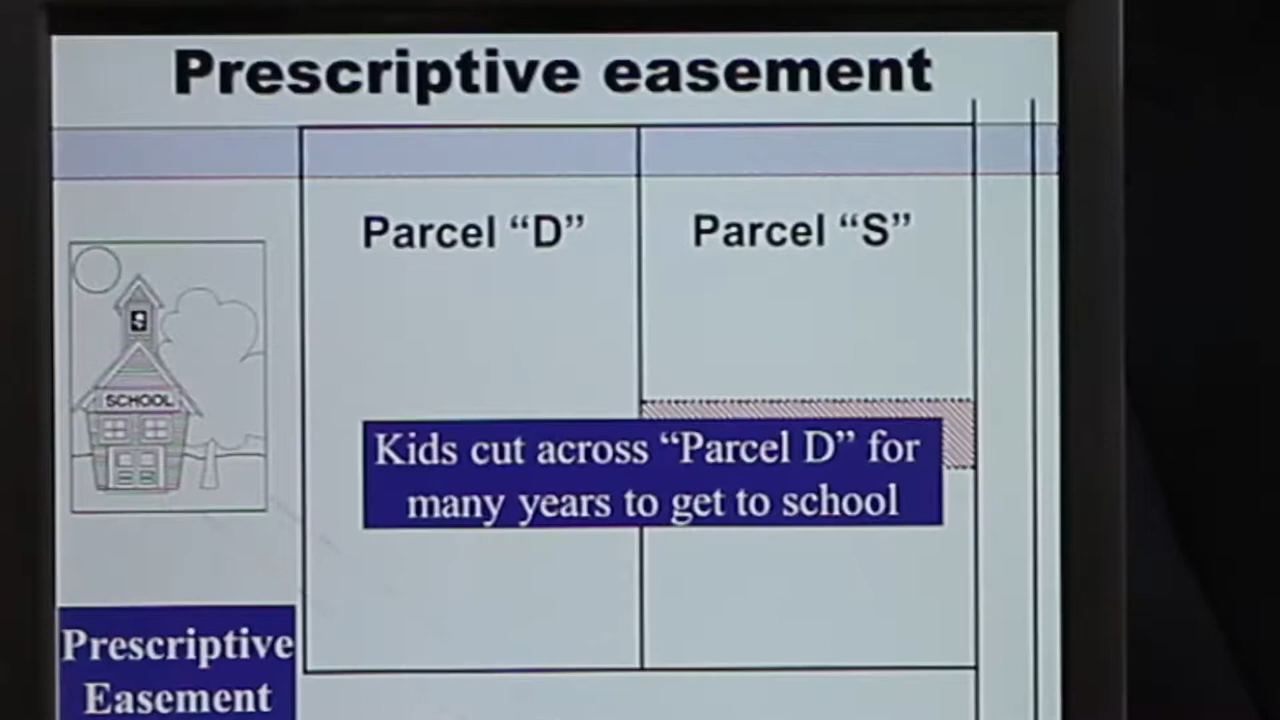 Prescriptive easement
Parcel “D”
Parcel “S”
SCHOOL
Kids cut across “Parcel D” for
many years to get to school
Prescriptive
Easement